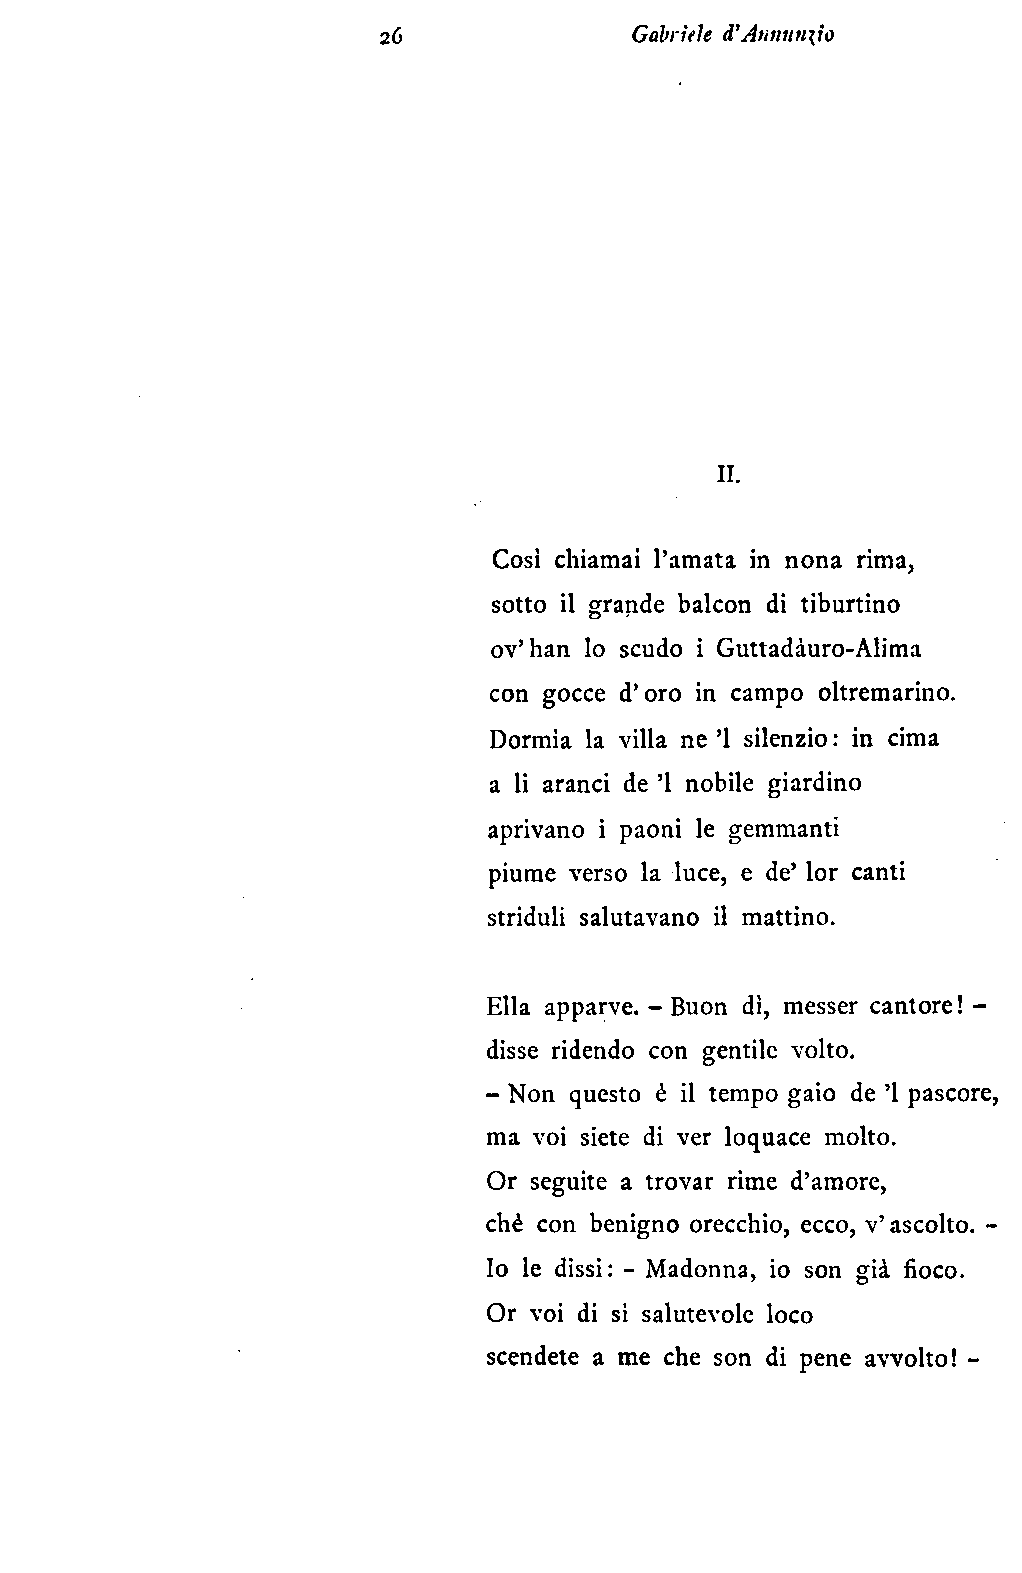 26 Gabriele d'Annunzio
II.
Così chiamai l'amata in nona rima,
sotto il grande balcon di tiburtino
ov' han lo scudo i Guttadàuro-Alima
con gocce d' oro in campo oltremarino.
Dormia la villa ne 'l silenzio: in cima
a li aranci de 'l nobile giardino
aprivano i paoni le gemmanti
piume verso la luce, e de' lor canti
striduli salutavano il mattino.
Ella apparve. – Buon dì, messer cantore! –
disse ridendo con gentile volto.
– Non questo è il tempo gaio de 'l pascore,
ma voi siete di ver loquace molto.
Or seguite a trovar rime d'amore,
chè con benigno orecchio, ecco, v' ascolto. –
Io le dissi: – Madonna, io son già fioco.
Or voi di sì salutevole loco
scendete a me che son di pene avvolto! –